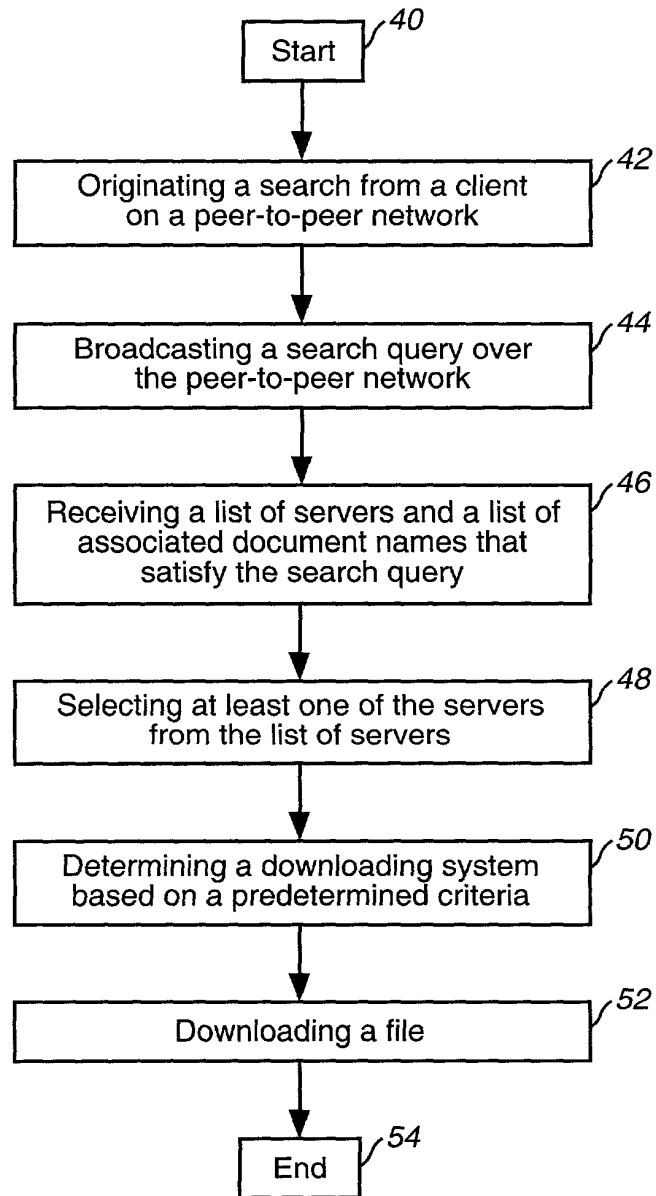 40
Start
42
Originating a search from a client
on a peer-to-peer network
44
Broadcasting a search query over
the peer-to-peer network
46
Receiving a list of servers and a list of
associated document names that
satisfy the search query
48
Selecting at least one of the servers
from the list of servers
50
Determining a downloading system
based on a predetermined criteria
52
Downloading a file
54
End